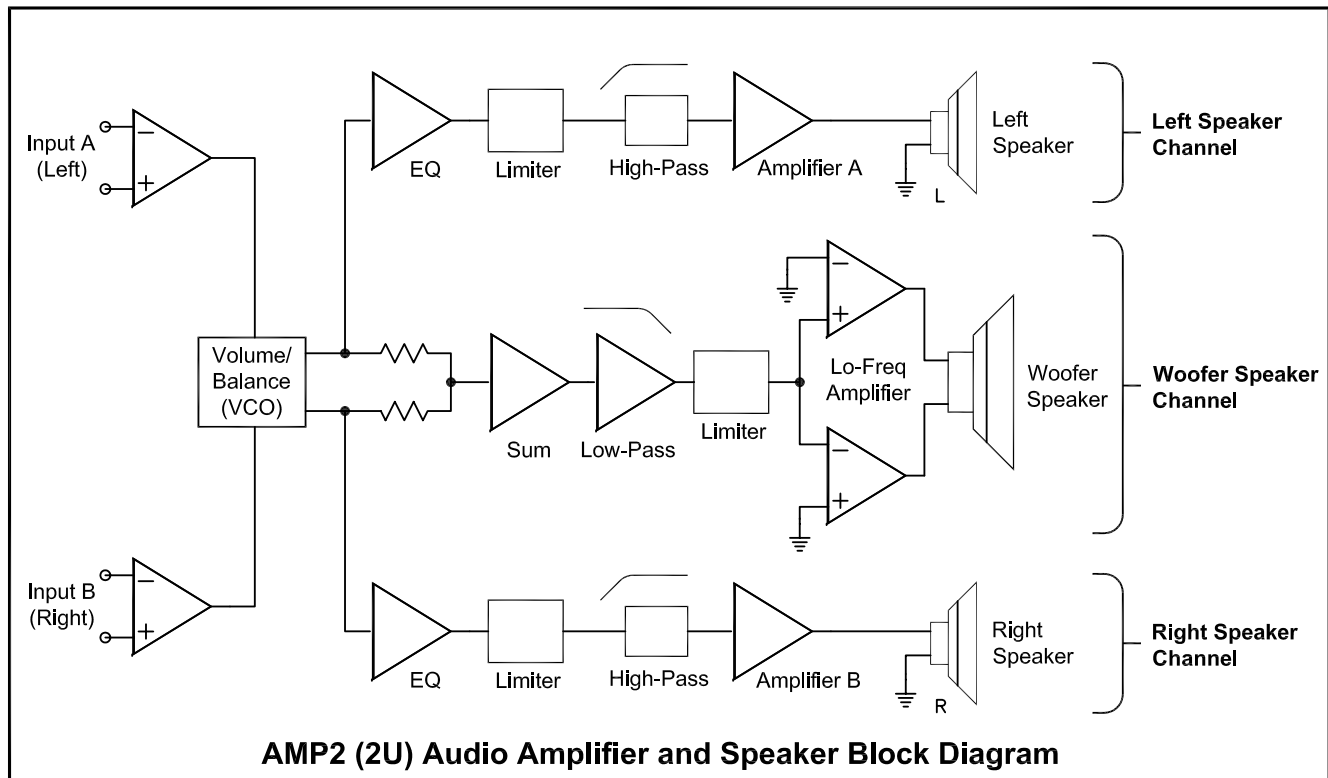 Input A
(Left)
−
+
EQ
Limiter
High-Pass
Amplifier A
L
Left
Speaker
Left Speaker
Channel
Volume/
Balance
(VCO)
Sum
Low-Pass
Limiter
−
+
Lo-Freq
Amplifier
−
+
Woofer
Speaker
Woofer Speaker
Channel
Input B
(Right)
−
+
EQ
Limiter
High-Pass
Amplifier B
R
Right
Speaker
Right Speaker
Channel
AMP2 (2U) Audio Amplifier and Speaker Block Diagram